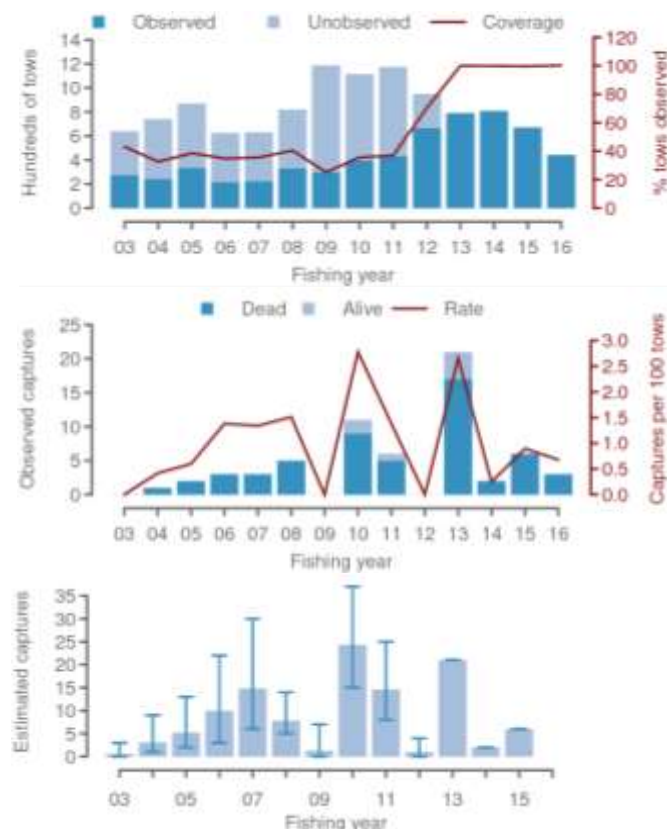 Observed Unobserved Coverage
14
12
10
8
6
4
2
0
Hundreds of tows
120
100
80
60
40
20
0
% tows observed
03 04 05 06 07 08 09 10 11 12 13 14 15 16
Fishing year
Dead Alive Rate
25
20
15
10
5
0
Observed captures
3.0
2.5
2.0
1.5
1.0
0.5
0.0
Captures per 100 tows
03 04 05 06 07 08 09 10 11 12 13 14 15 16
Fishing year
35
30
25
20
15
10
5
0
Estimated captures
03 05 07 09 11 13 15
Fishing year